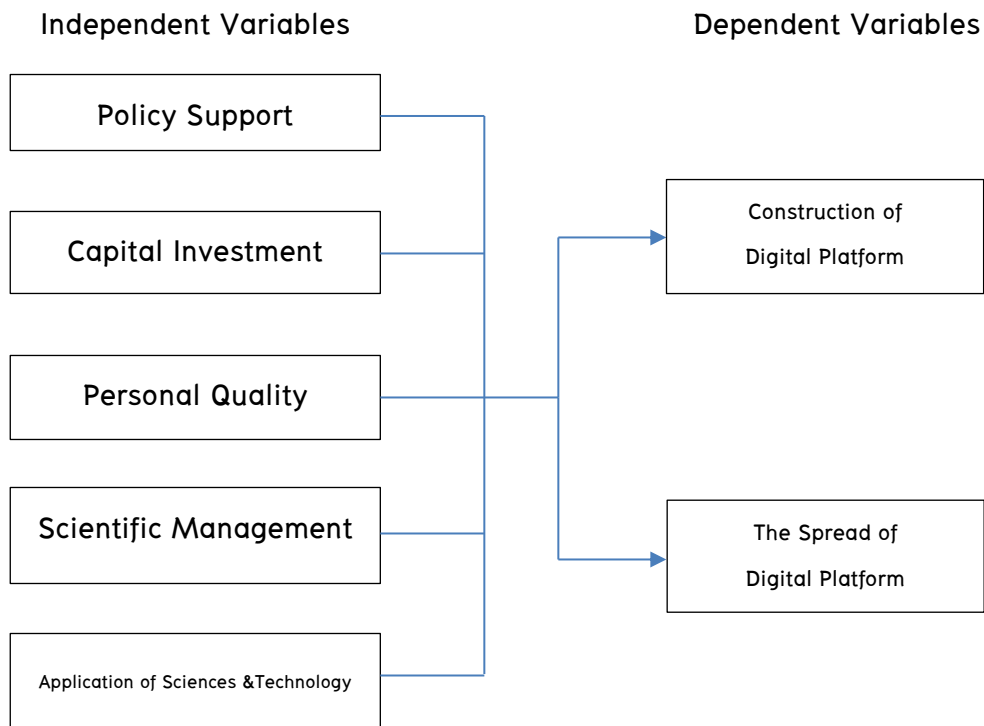 Independent Variables
Dependent Variables
Policy Support
Capital Investment
Personal Quality
Scientific Management
Application of Sciences &Technology
Construction of
Digital Platform
The Spread of
Digital Platform